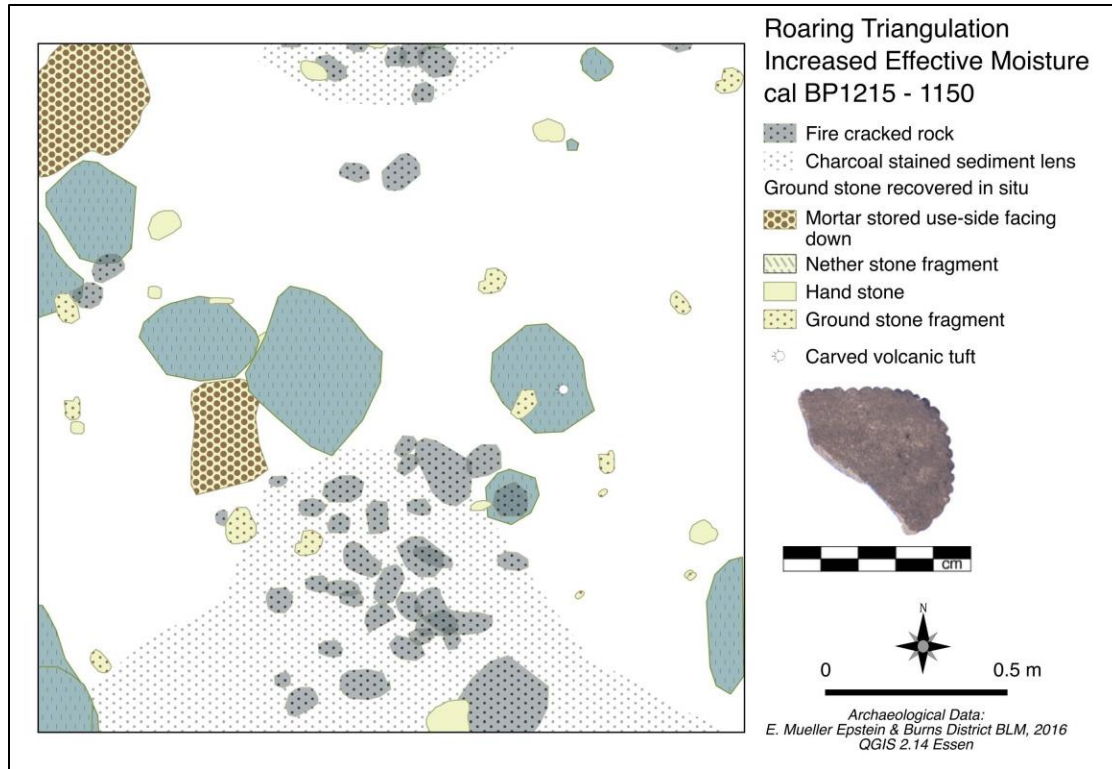 Roaring Triangulation
Increased Effective Moisture
cal BP1215 - 1150
Fire cracked rock
Charcoal stained sediment lens
Ground stone recovered in situ
Mortar stored use-side facing
down
Nether stone fragment
Hand stone
Ground stone fragment
Carved volcanic tuft
cm
N
0 0.5 m
Archaeological Data:
E. Mueller Epstein & Burns District BLM, 2016
QGIS 2.14 Essen